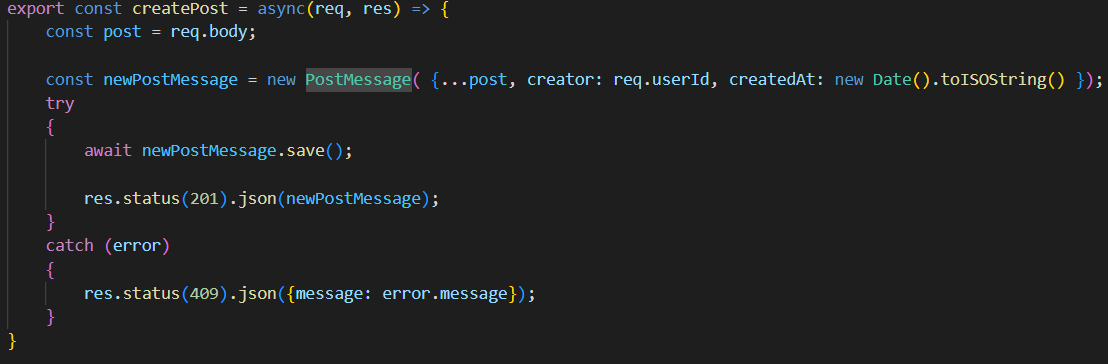 export const createPost = async(req, res) => {
    const post = req.body;

    const newPostMessage = new PostMessage( {...post, creator: req.userId, createdAt: new Date().toISOString() });
    try
    {
        await newPostMessage.save();

        res.status(201).json(newPostMessage);
    }
    catch (error)
    {
        res.status(409).json({message: error.message});
    }
}